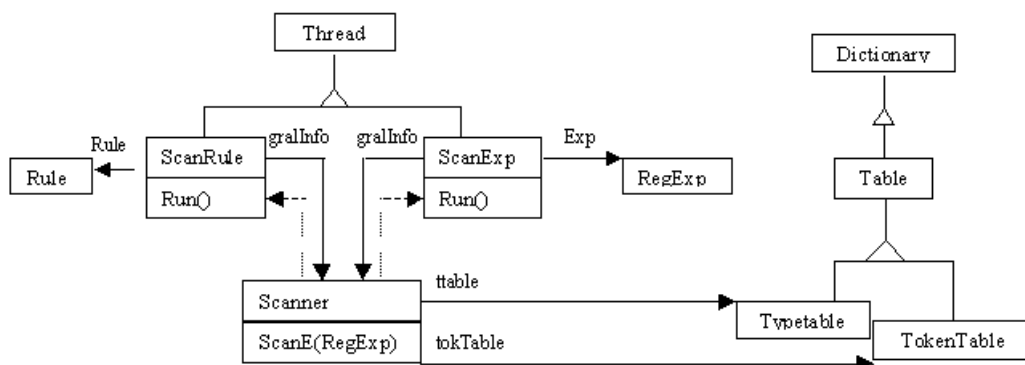 Thread
Dictionary
Rule
gralInfo
gralInfo
Exp
ScanRule
ScanExp
Rule
RegExp
Table
Run()
Run()
ttable
Scanner
Typetable
ScanE(RegExp)
tokTable
TokenTable